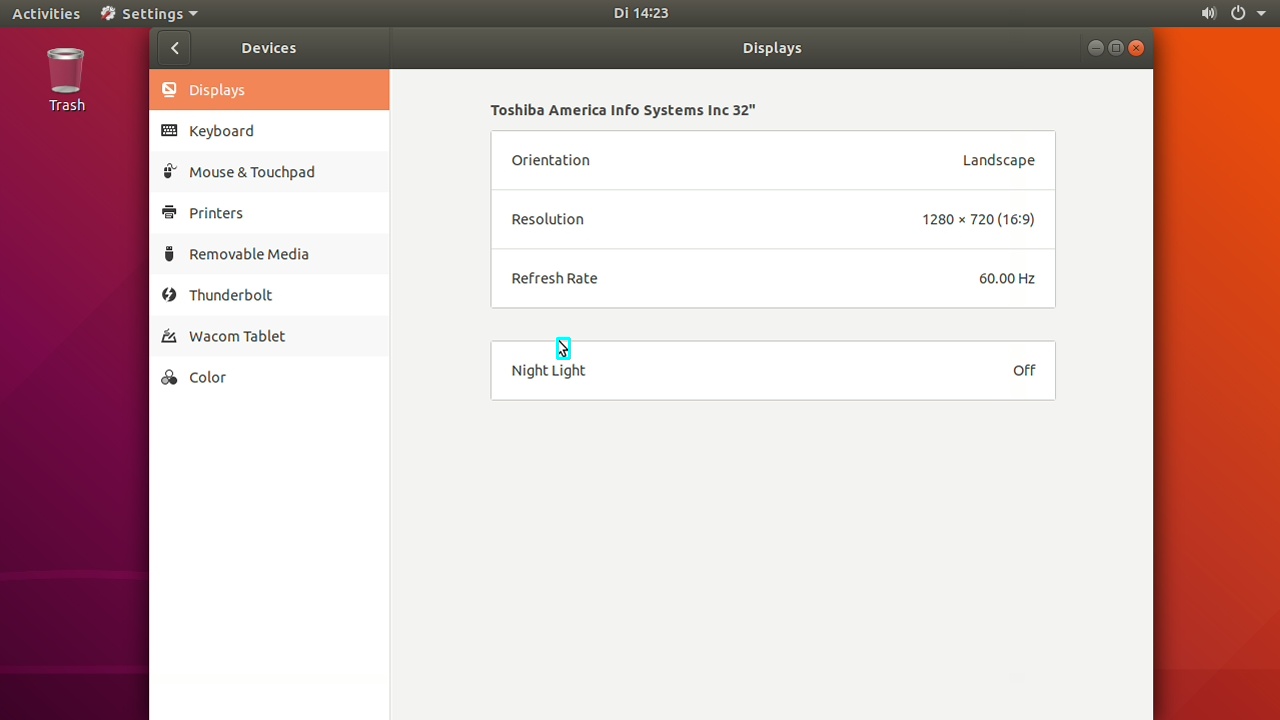 Activities Settings Di 14:23
Trash
Devices Displays
Displays
Keyboard
Mouse & Touchpad
Printers
Removable Media
Thunderbolt
Wacom Tablet
Color
Toshiba America Info Systems Inc 32"
Orientation Landscape
Resolution 1280 × 720 (16:9)
Refresh Rate 60.00 Hz
Night Light Off